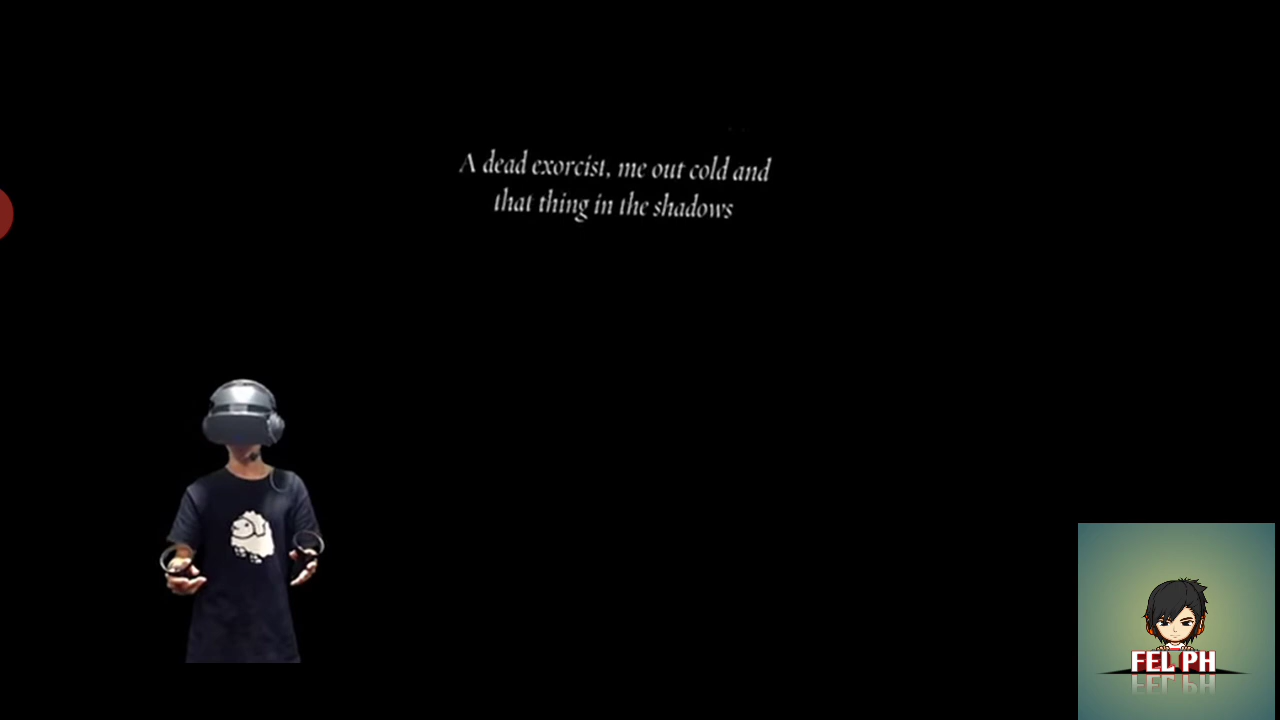 A dead exorcist, me out cold and
that thing in the shadows
FEL PH